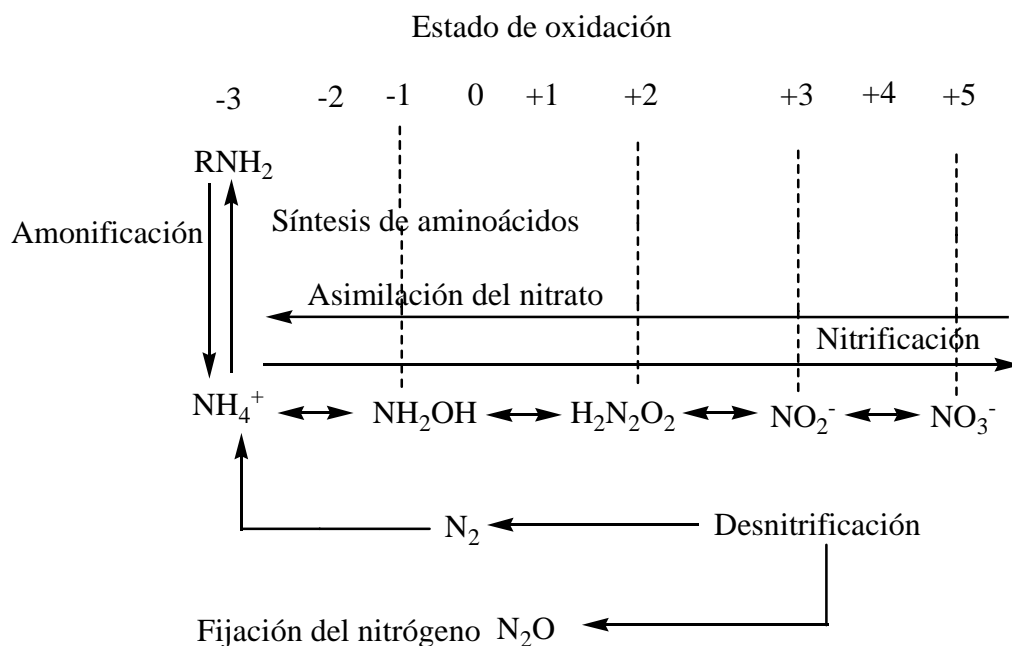 Estado de oxidación
-3 -2 -1 0 +1 +2 +3 +4 +5
RNH₂
Síntesis de aminoácidos
Amonificación
Asimilación del nitrato
Nitrificación
NH₄⁺ NH₂OH H₂N₂O₂ NO₂⁻ NO₃⁻
N₂ Desnitrificación
Fijación del nitrógeno N₂O